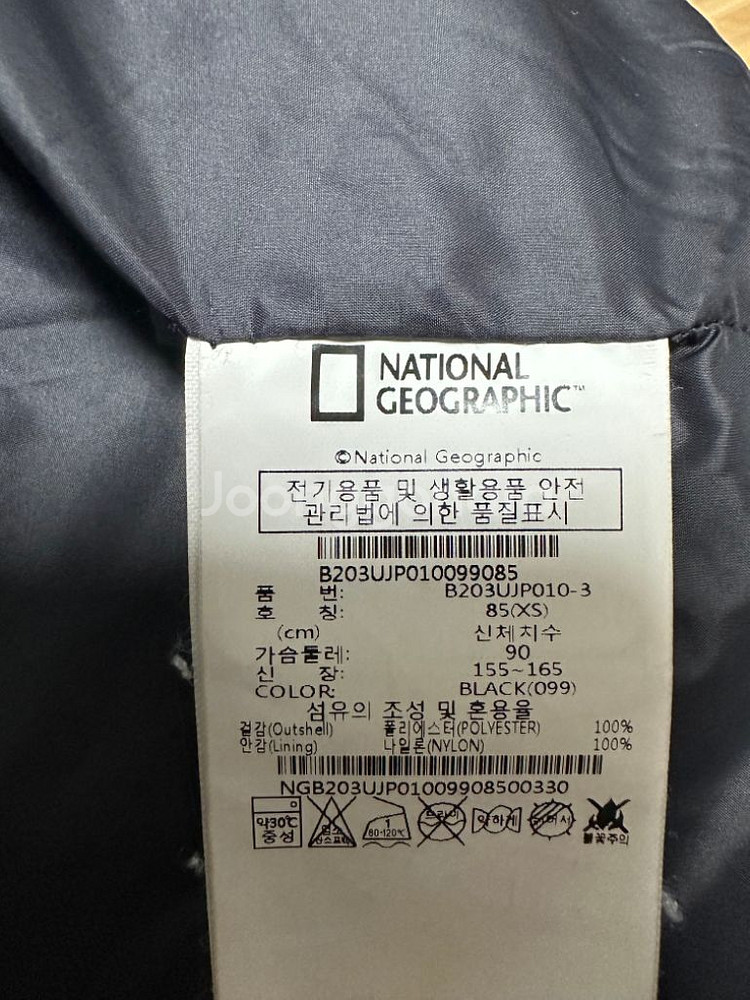 NATIONAL
GEOGRAPHIC™
©National Geographic
전기용품 및 생활용품 안전
관리법에 의한 품질표시
B203UJP010099085
품 번: B203UJP010-3
호 칭: 85(XS)
(cm) 신체치수
가슴둘레: 90
신 장: 155~165
COLOR: BLACK(099)
섬유의 조성 및 혼용율
겉감(Outshell) 폴리에스터(POLYESTER) 100%
안감(Lining) 나일론(NYLON) 100%
NGB203UJP01009908500330
약30℃ 1 드라이 약하게
중성 80-120℃ 불꽃주의